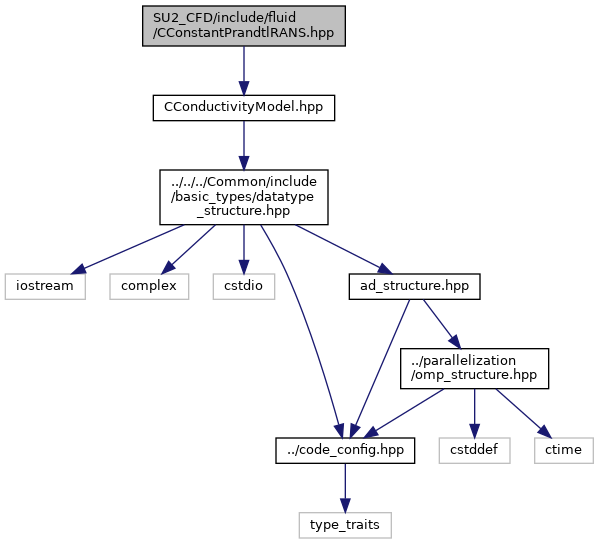 SU2_CFD/include/fluid
/CConstantPrandtlRANS.hpp
CConductivityModel.hpp
../../../Common/include
/basic_types/datatype
_structure.hpp
iostream
complex
cstdio
ad_structure.hpp
../parallelization
/omp_structure.hpp
../code_config.hpp
cstddef
ctime
type_traits